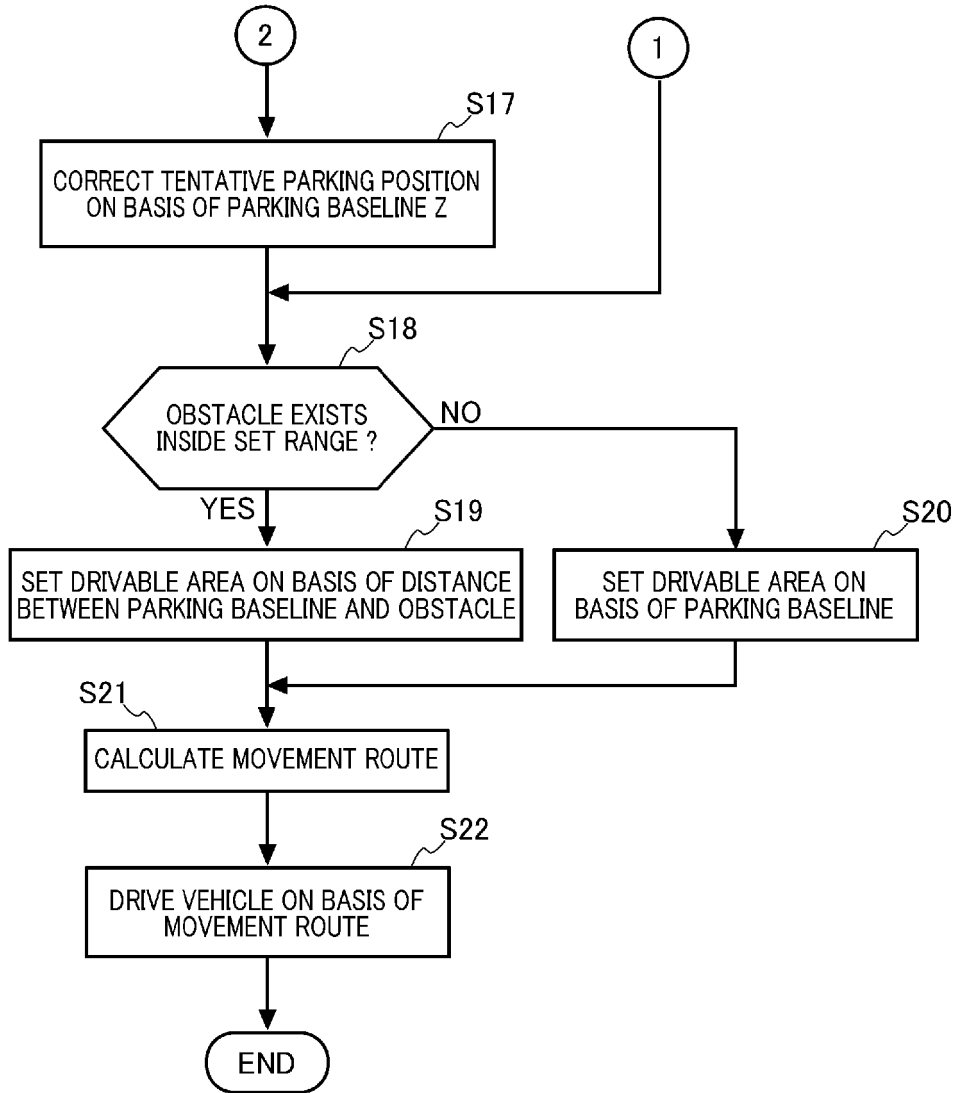 2
1
S17
CORRECT TENTATIVE PARKING POSITION
ON BASIS OF PARKING BASELINE Z
S18
OBSTACLE EXISTS
INSIDE SET RANGE ?
NO
YES
S19
SET DRIVABLE AREA ON BASIS OF DISTANCE
BETWEEN PARKING BASELINE AND OBSTACLE
S20
SET DRIVABLE AREA ON
BASIS OF PARKING BASELINE
S21
CALCULATE MOVEMENT ROUTE
S22
DRIVE VEHICLE ON BASIS OF
MOVEMENT ROUTE
END